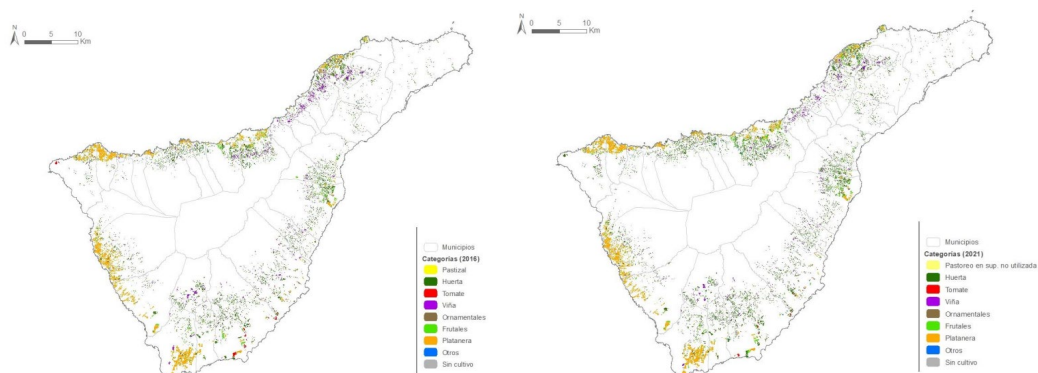 N
0 5 10
Km
Municipios
Categorías (2016)
Pastizal
Huerta
Tomate
Viña
Ornamentales
Frutales
Platanera
Otros
Sin cultivo
N
0 5 10
Km
Municipios
Categorías (2021)
Pastoreo en sup. no utilizada
Huerta
Tomate
Viña
Ornamentales
Frutales
Platanera
Otros
Sin cultivo